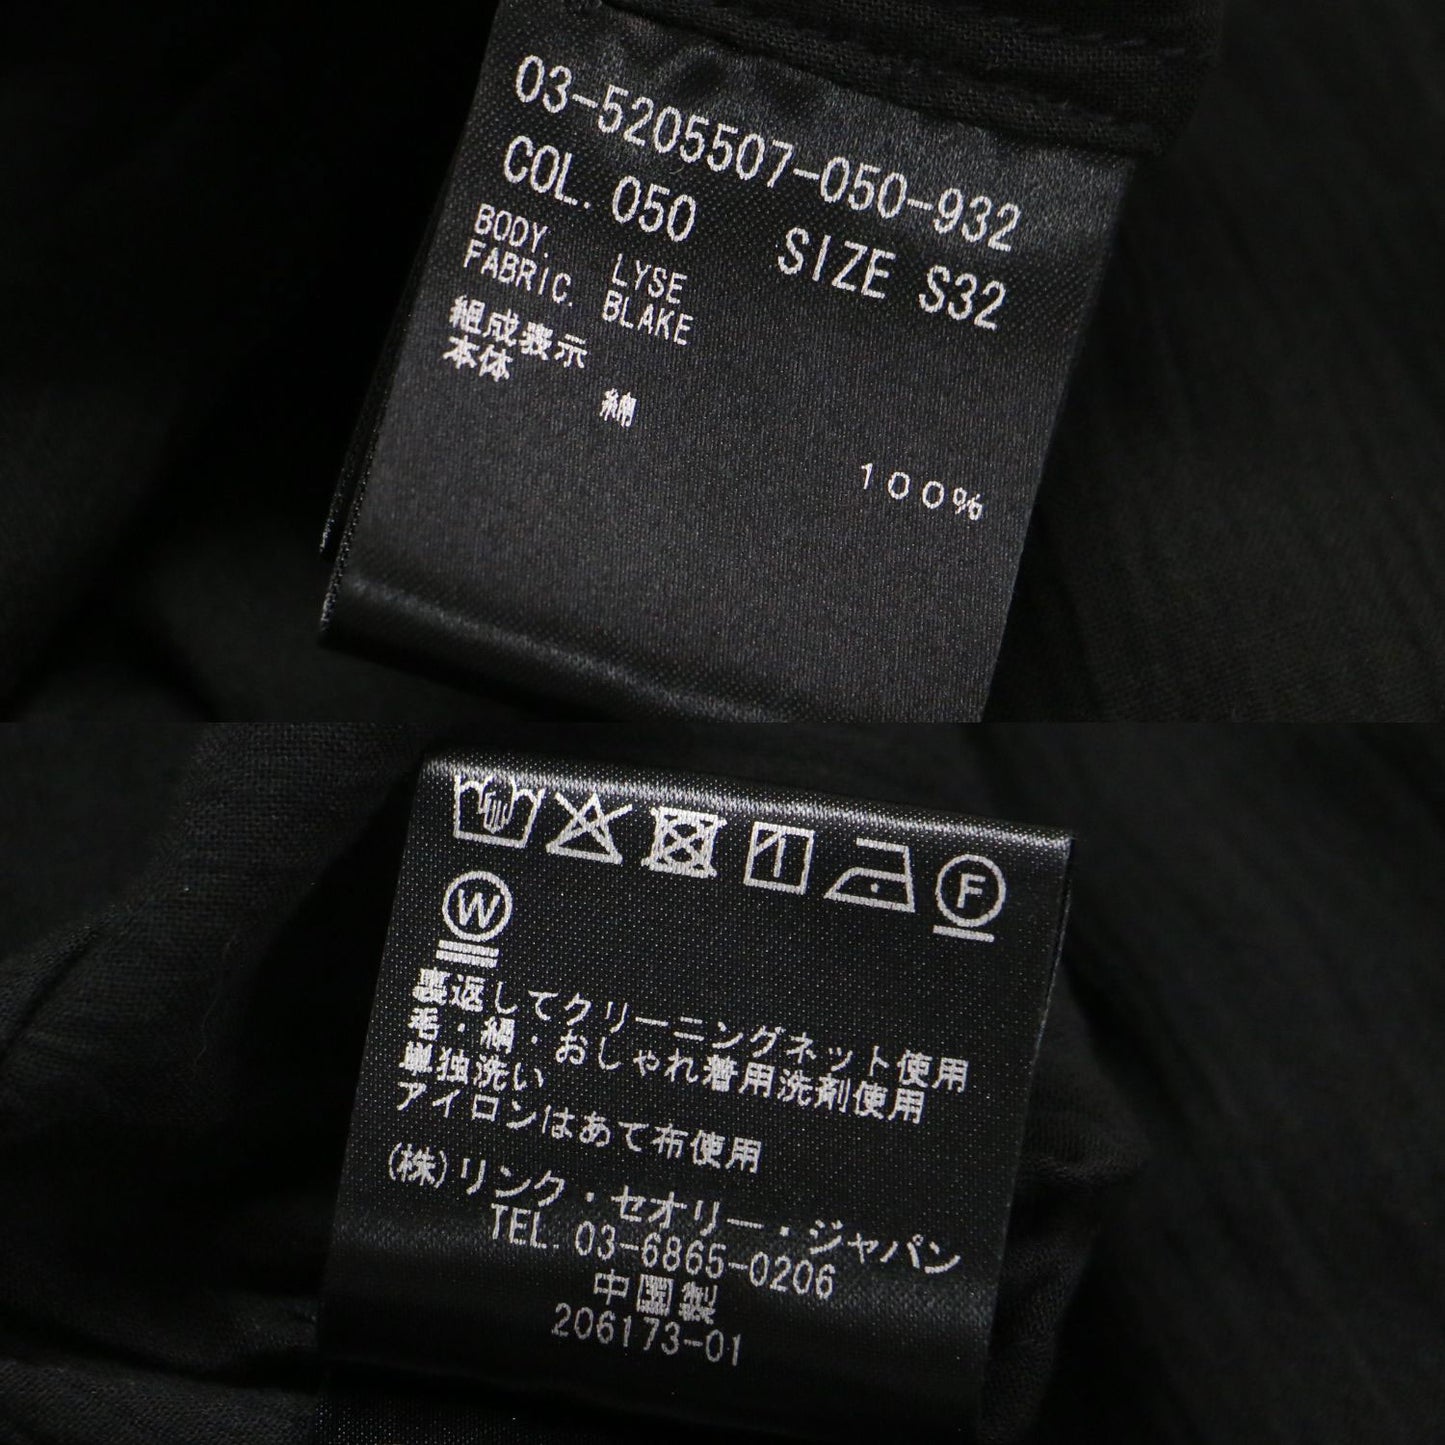 03-5205507-050-932
COL. 050 SIZE S32
BODY. LYSE
FABRIC. BLAKE
組成表示
本体
綿
100%
F
W
裏返してクリーニングネット使用
毛・絹・おしゃれ着用洗剤使用
単独洗い
アイロンはあて布使用
(株)リンク・セオリー・ジャパン
TEL. 03-6865-0206
中国製
206173-01